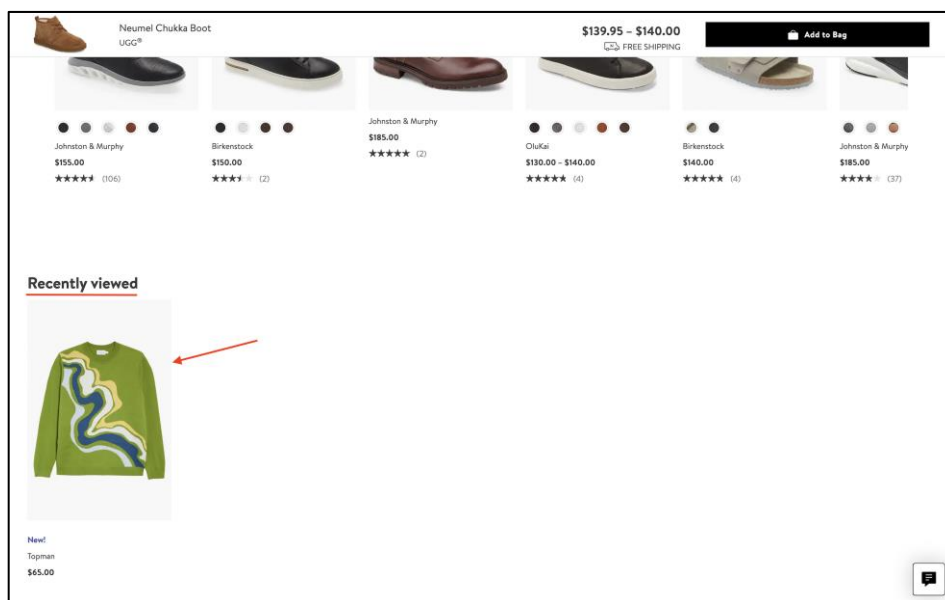 Neumel Chukka Boot
UGG®
$139.95 – $140.00
FREE SHIPPING
Add to Bag
Johnston & Murphy
$155.00
(106)
Birkenstock
$150.00
(2)
Johnston & Murphy
$185.00
(2)
OluKai
$130.00 – $140.00
(4)
Birkenstock
$140.00
(4)
Johnston & Murphy
$185.00
(37)
Recently viewed
New!
Topman
$65.00